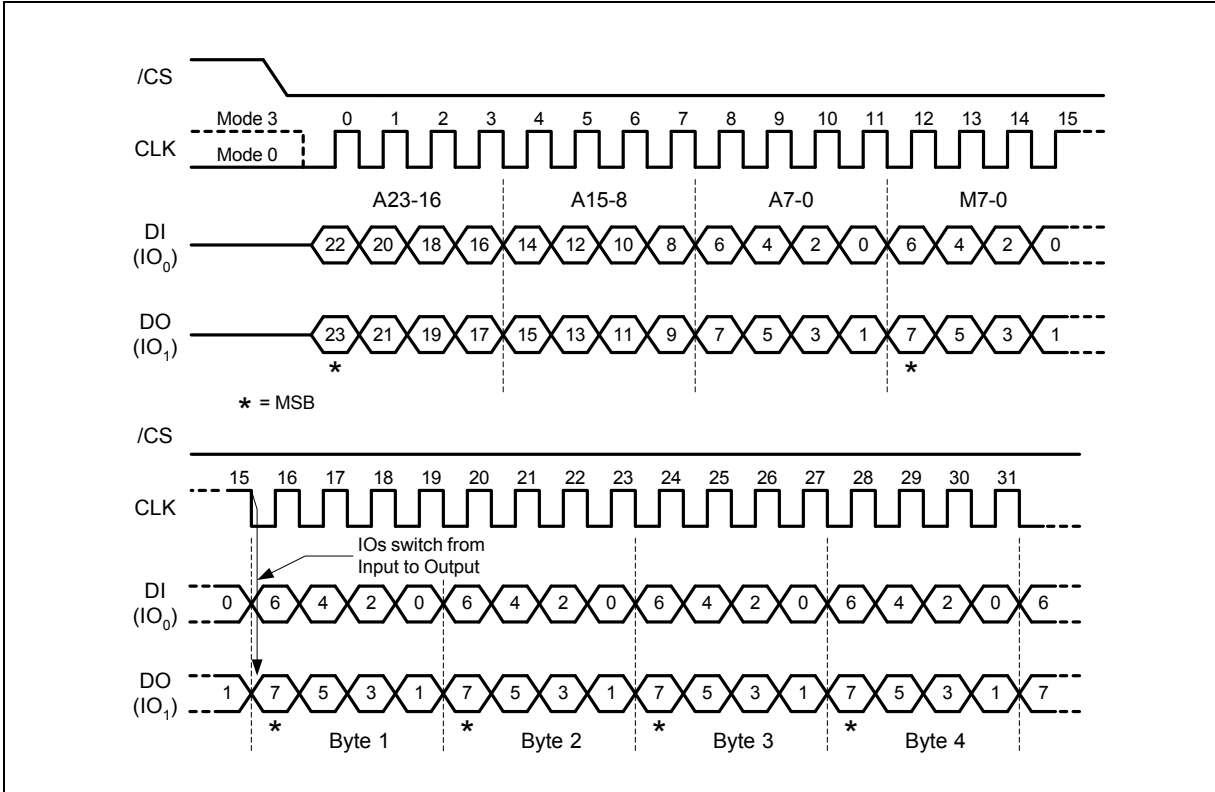 /CS
Mode 3 0 1 2 3 4 5 6 7 8 9 10 11 12 13 14 15
CLK
Mode 0
A23-16 A15-8 A7-0 M7-0
DI
(IO0)
22 20 18 16 14 12 10 8 6 4 2 0 6 4 2 0
DO
(IO1)
23 21 19 17 15 13 11 9 7 5 3 1 7 5 3 1
* *
* = MSB
/CS
15 16 17 18 19 20 21 22 23 24 25 26 27 28 29 30 31
CLK
IOs switch from
Input to Output
DI
(IO0)
0 6 4 2 0 6 4 2 0 6 4 2 0 6 4 2 0 6
DO
(IO1)
1 7 5 3 1 7 5 3 1 7 5 3 1 7 5 3 1 7
* * * *
Byte 1 Byte 2 Byte 3 Byte 4